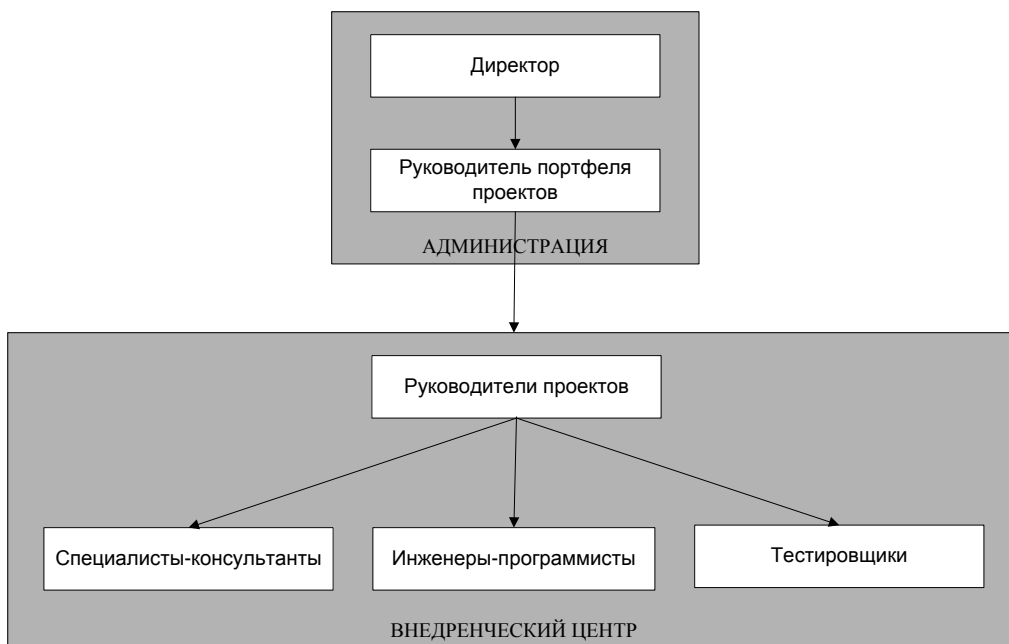 Директор
Руководитель портфеля
проектов
АДМИНИСТРАЦИЯ
Руководители проектов
Специалисты-консультанты
Инженеры-программисты
Тестировщики
ВНЕДРЕНЧЕСКИЙ ЦЕНТР